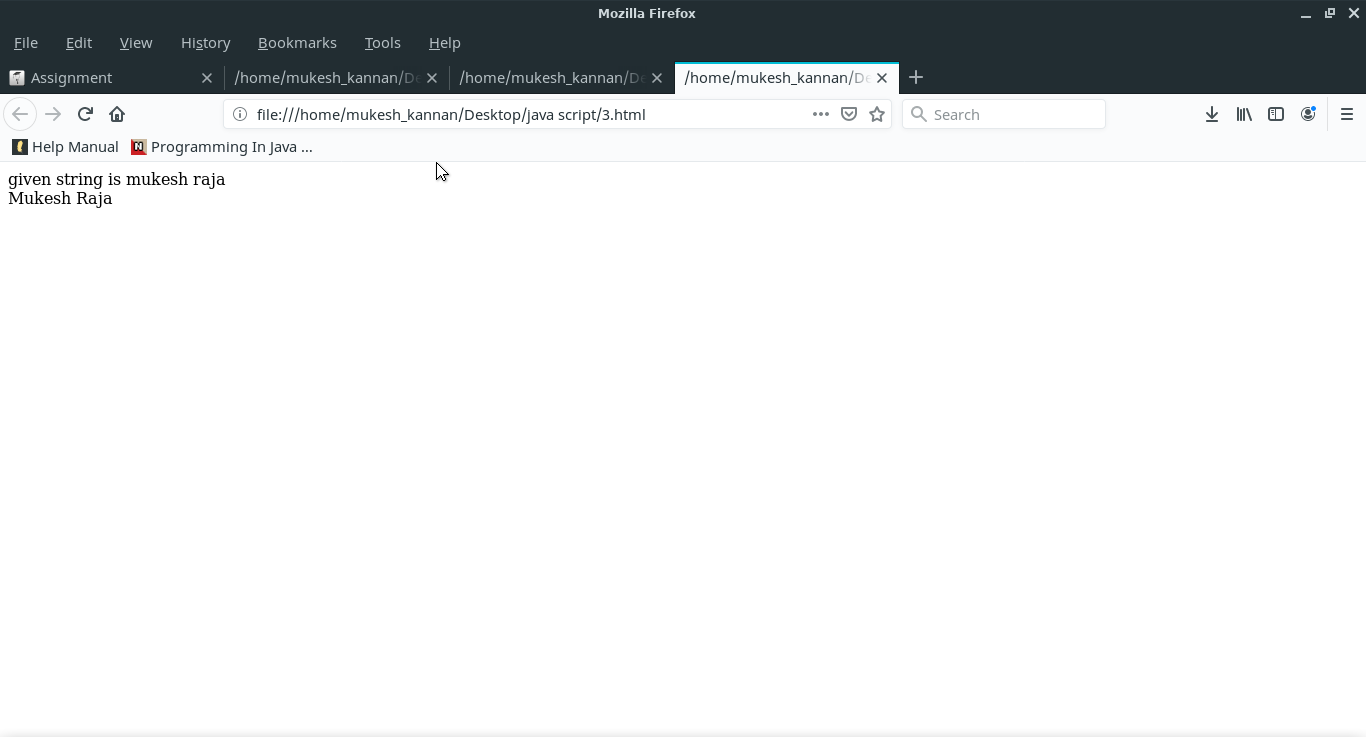 Mozilla Firefox
File Edit View History Bookmarks Tools Help
Assignment /home/mukesh_kannan/De /home/mukesh_kannan/De /home/mukesh_kannan/De
file:///home/mukesh_kannan/Desktop/java script/3.html Search
Help Manual Programming In Java ...
given string is mukesh raja
Mukesh Raja